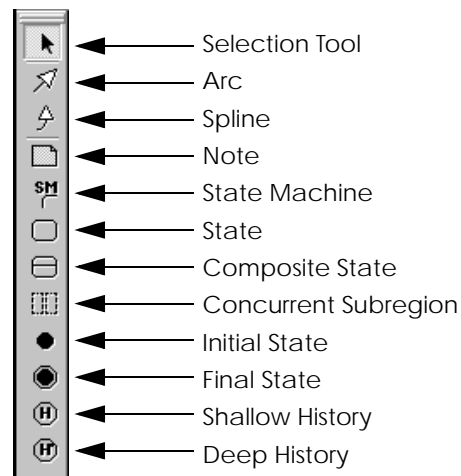 Selection Tool
Arc
Spline
Note
SM State Machine
State
Composite State
Concurrent Subregion
Initial State
Final State
H Shallow History
H* Deep History